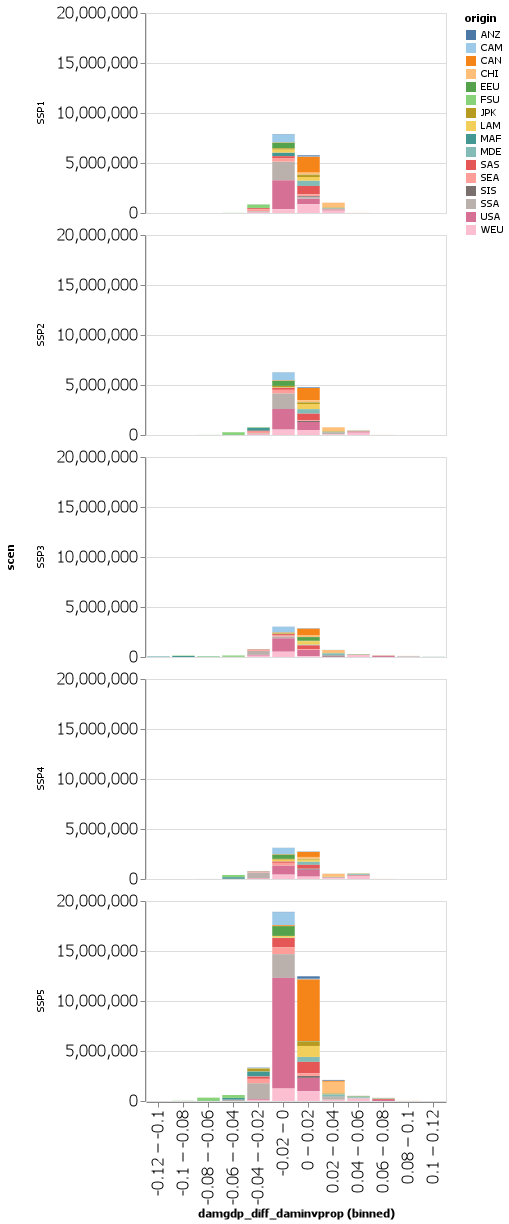 origin
ANZ
CAM
CAN
CHI
EEU
FSU
JPK
LAM
MAF
MDE
SAS
SEA
SIS
SSA
USA
WEU
scen
SSP1
20,000,000
15,000,000
10,000,000
5,000,000
0
SSP2
20,000,000
15,000,000
10,000,000
5,000,000
0
SSP3
20,000,000
15,000,000
10,000,000
5,000,000
0
SSP4
20,000,000
15,000,000
10,000,000
5,000,000
0
SSP5
20,000,000
15,000,000
10,000,000
5,000,000
0
-0.12 – -0.1
-0.1 – -0.08
-0.08 – -0.06
-0.06 – -0.04
-0.04 – -0.02
-0.02 – 0
0 – 0.02
0.02 – 0.04
0.04 – 0.06
0.06 – 0.08
0.08 – 0.1
0.1 – 0.12
damgdp_diff_daminvprop (binned)